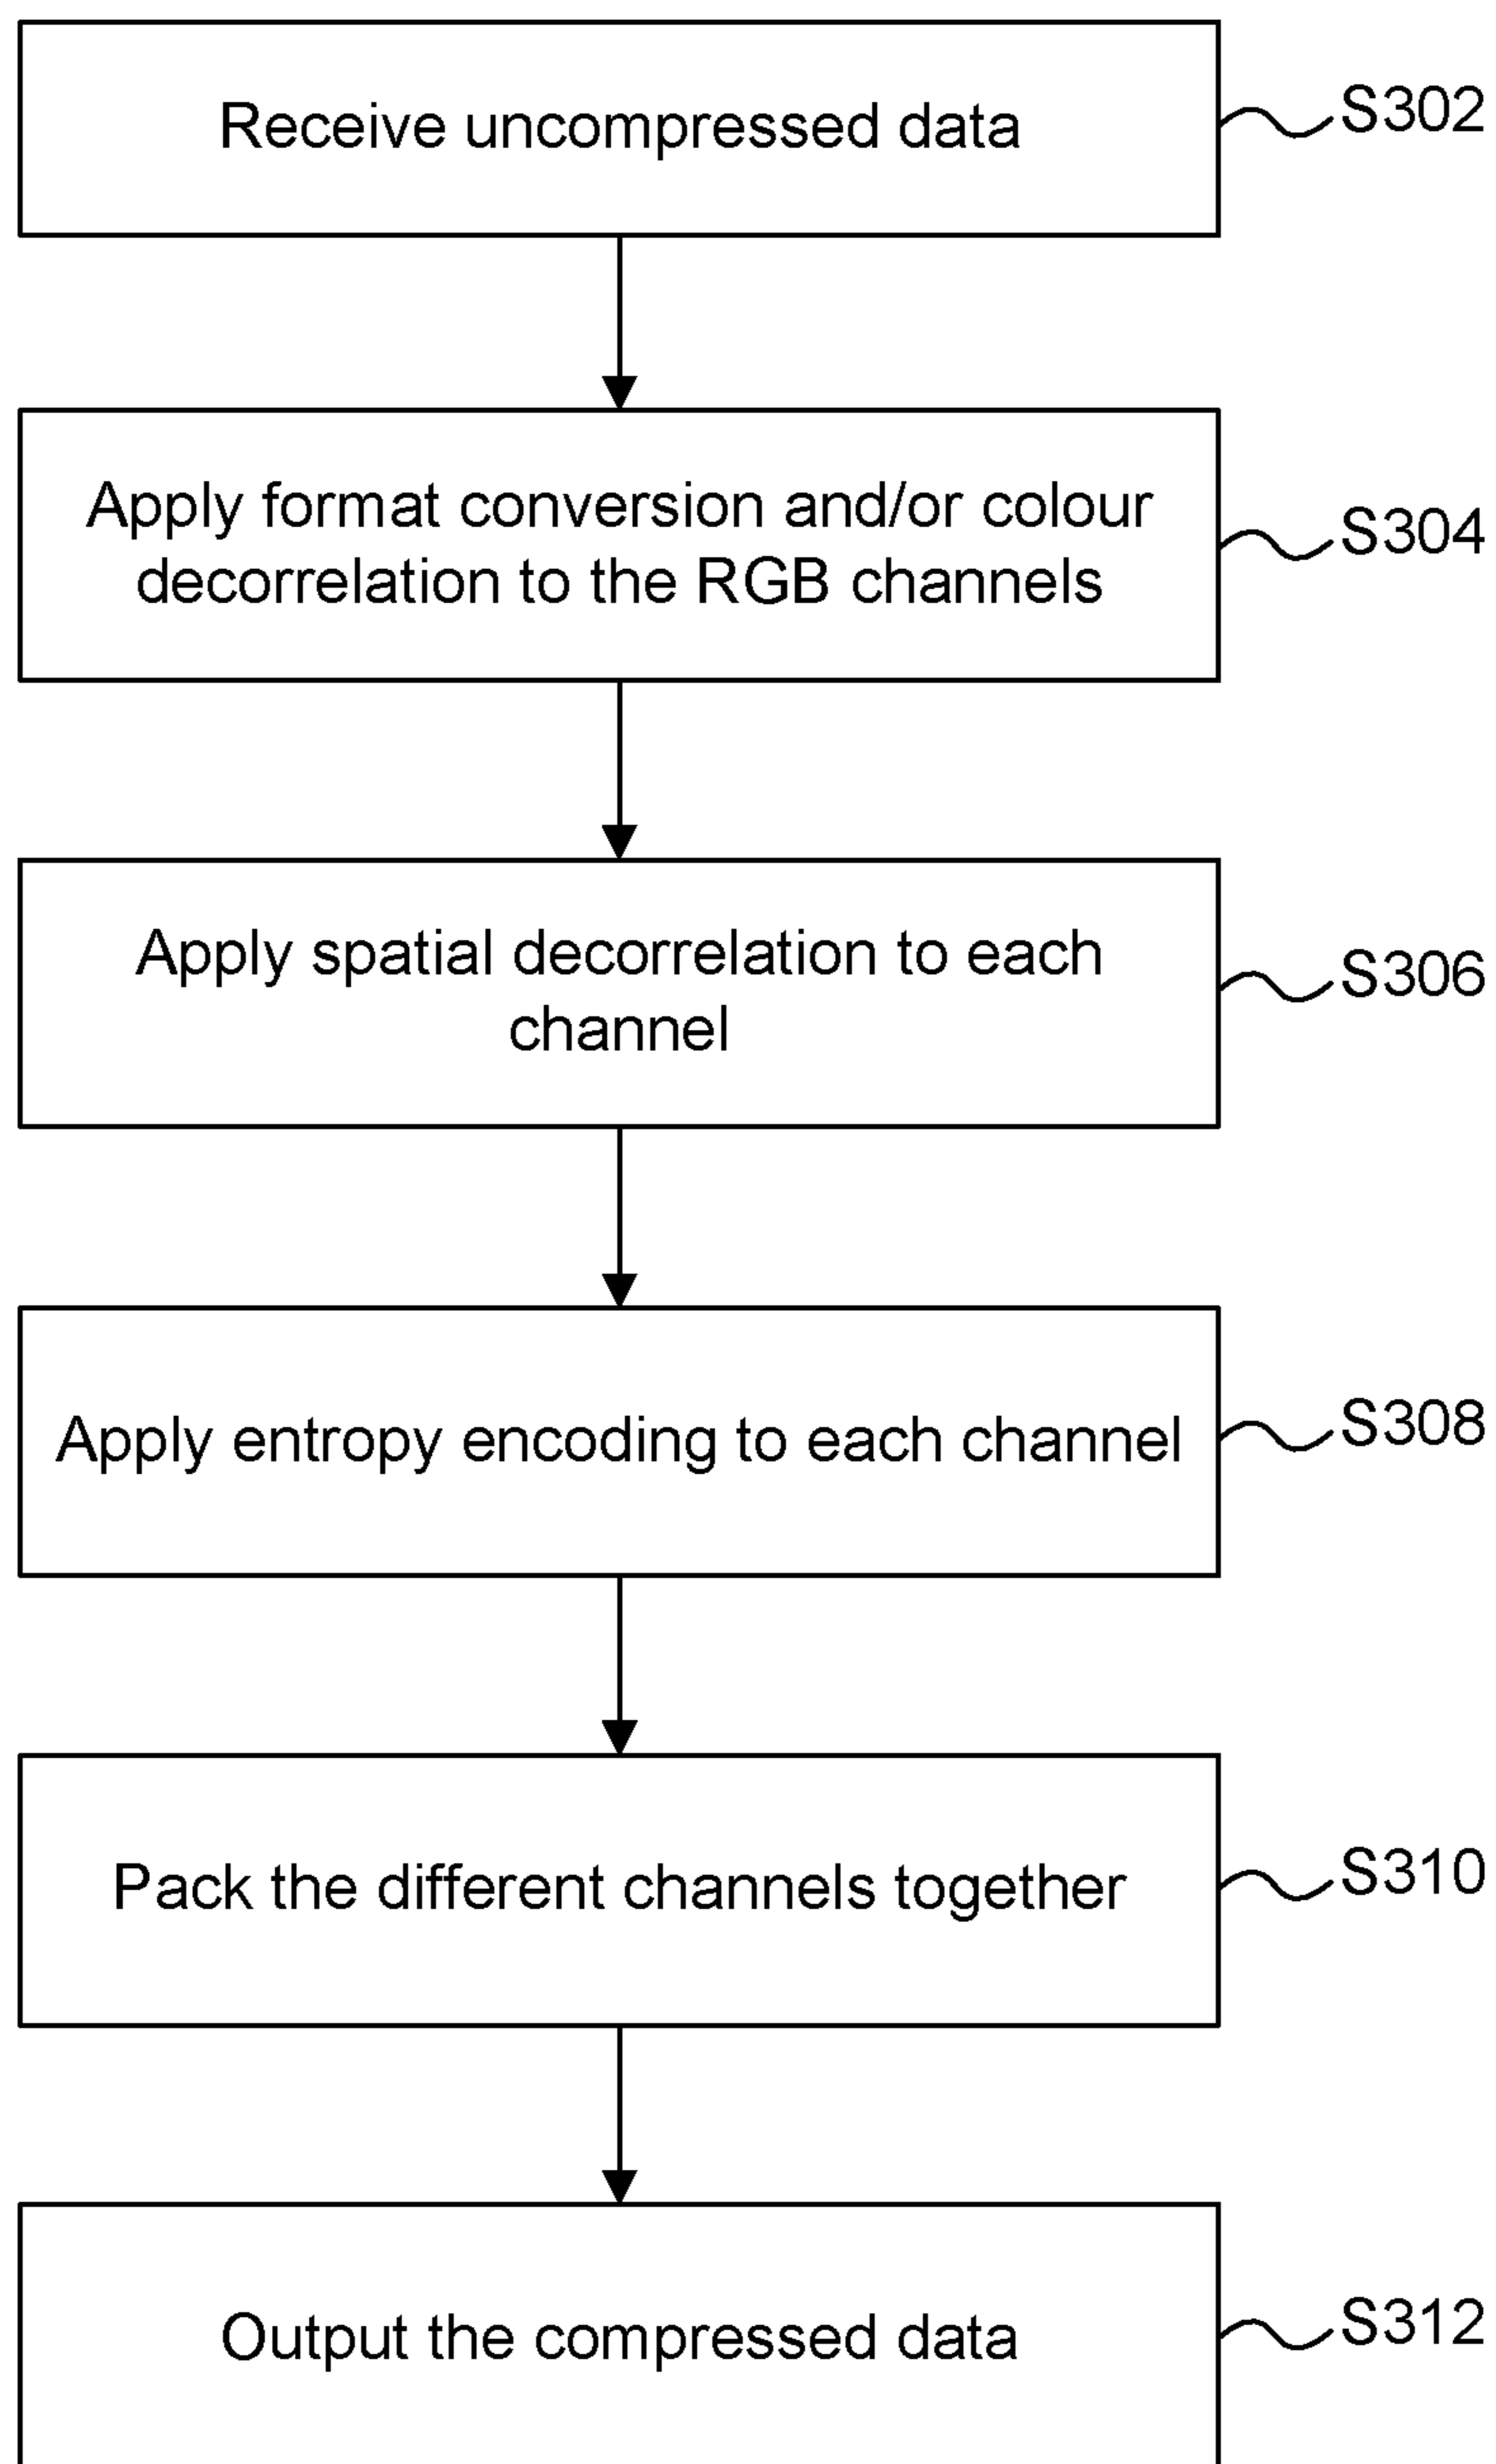 Receive uncompressed data
S302
Apply format conversion and/or colour
decorrelation to the RGB channels
S304
Apply spatial decorrelation to each
channel
S306
Apply entropy encoding to each channel
S308
Pack the different channels together
S310
Output the compressed data
S312